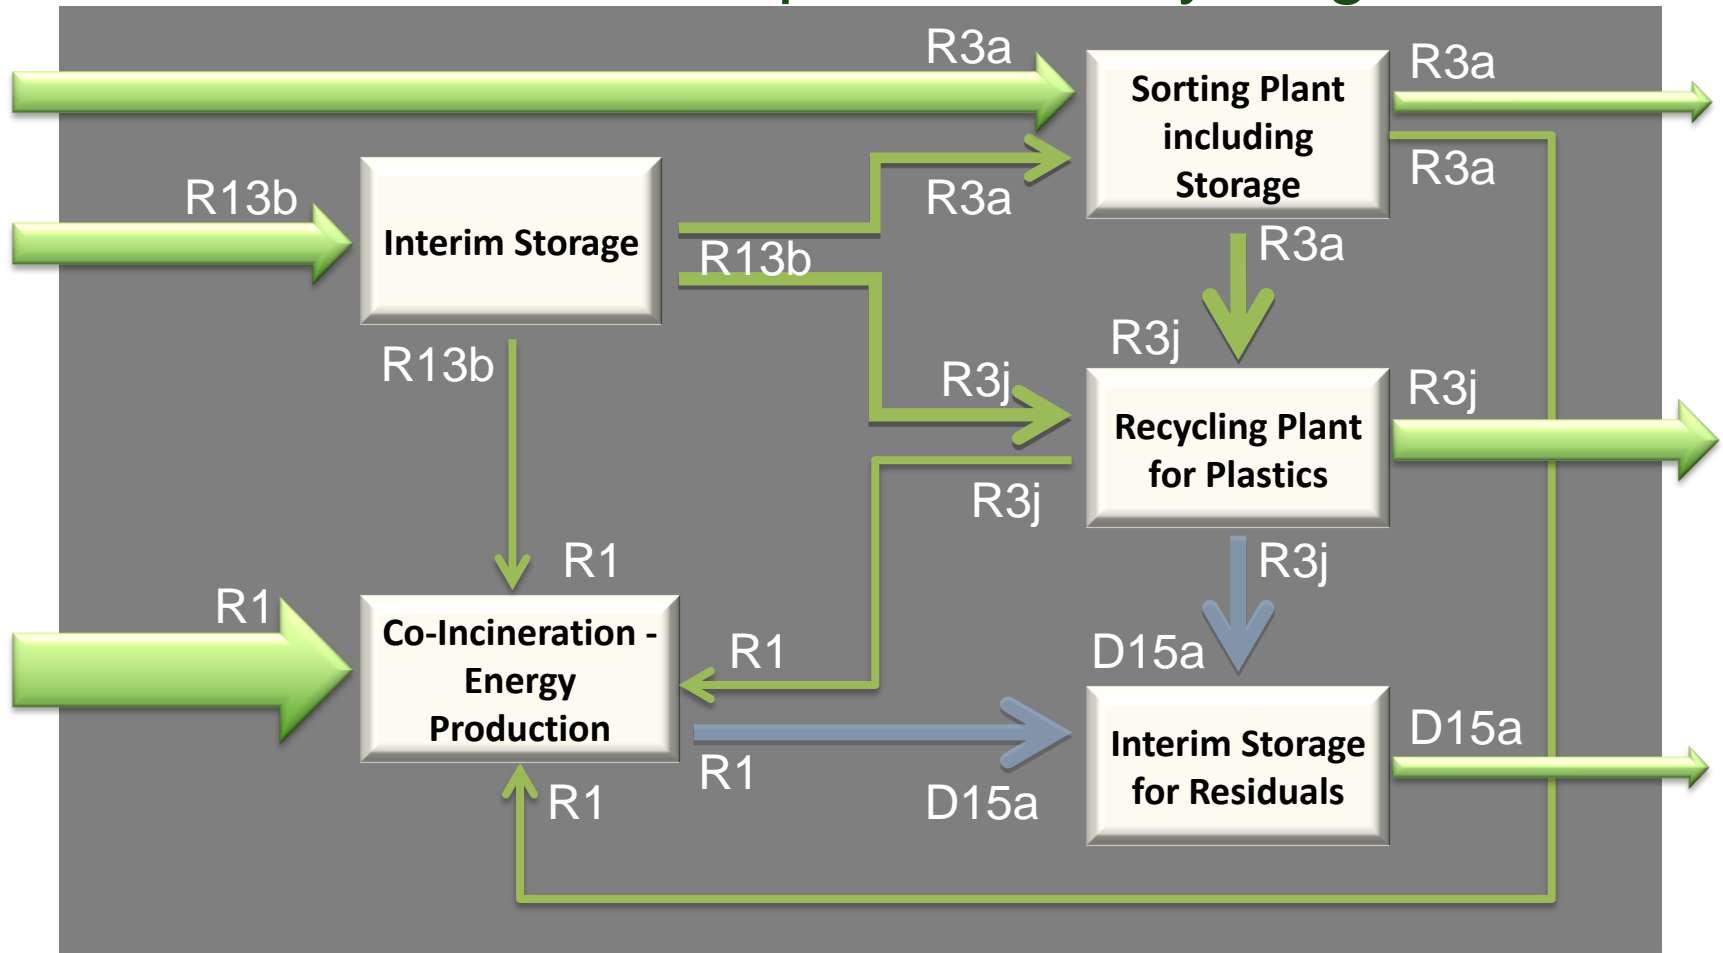 R3a
Sorting Plant
including
Storage
R3a
R3a
R13b
Interim Storage
R3a
R13b
R3a
R13b
R3j
R3j
Recycling Plant
for Plastics
R3j
R3j
R1
R3j
R1
Co-Incineration -
Energy
Production
R1
D15a
R1
D15a
Interim Storage
for Residuals
D15a
R1